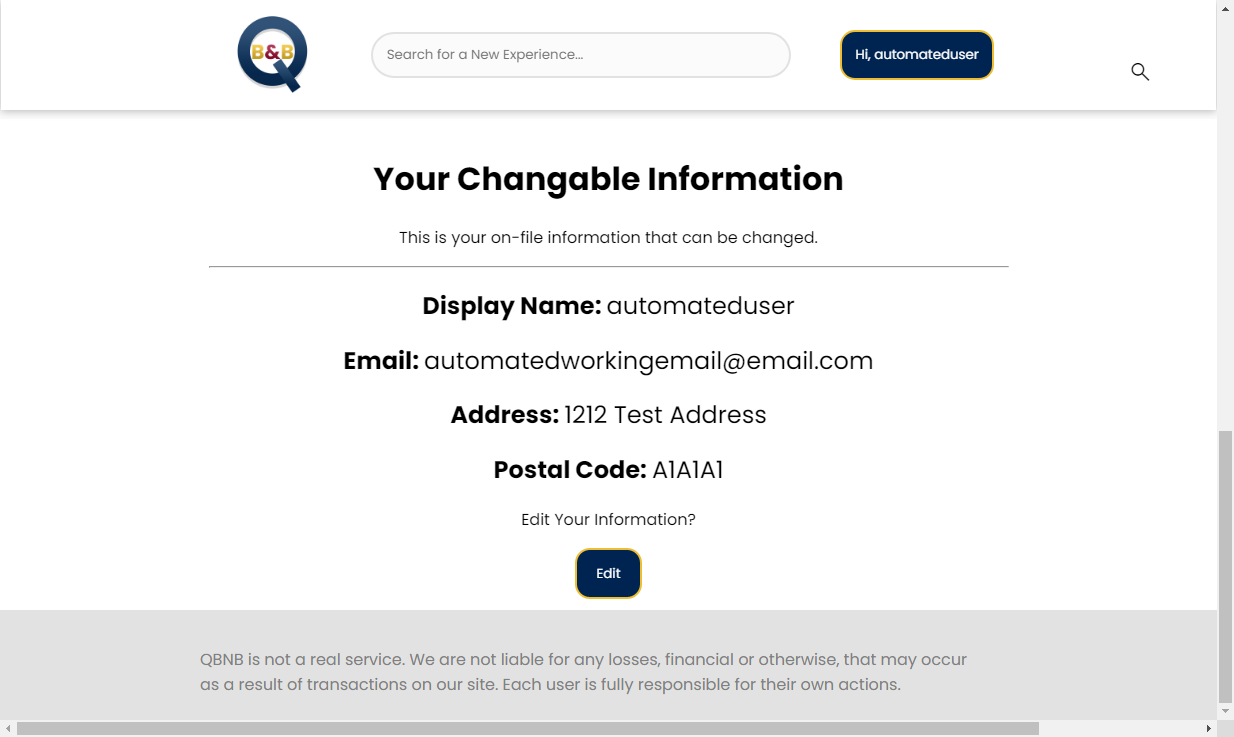 B&B
Search for a New Experience...
Hi, automateduser
Your Changable Information
This is your on-file information that can be changed.
Display Name: automateduser
Email: automatedworkingemail@email.com
Address: 1212 Test Address
Postal Code: A1A1A1
Edit Your Information?
Edit
QBNB is not a real service. We are not liable for any losses, financial or otherwise, that may occur
as a result of transactions on our site. Each user is fully responsible for their own actions.